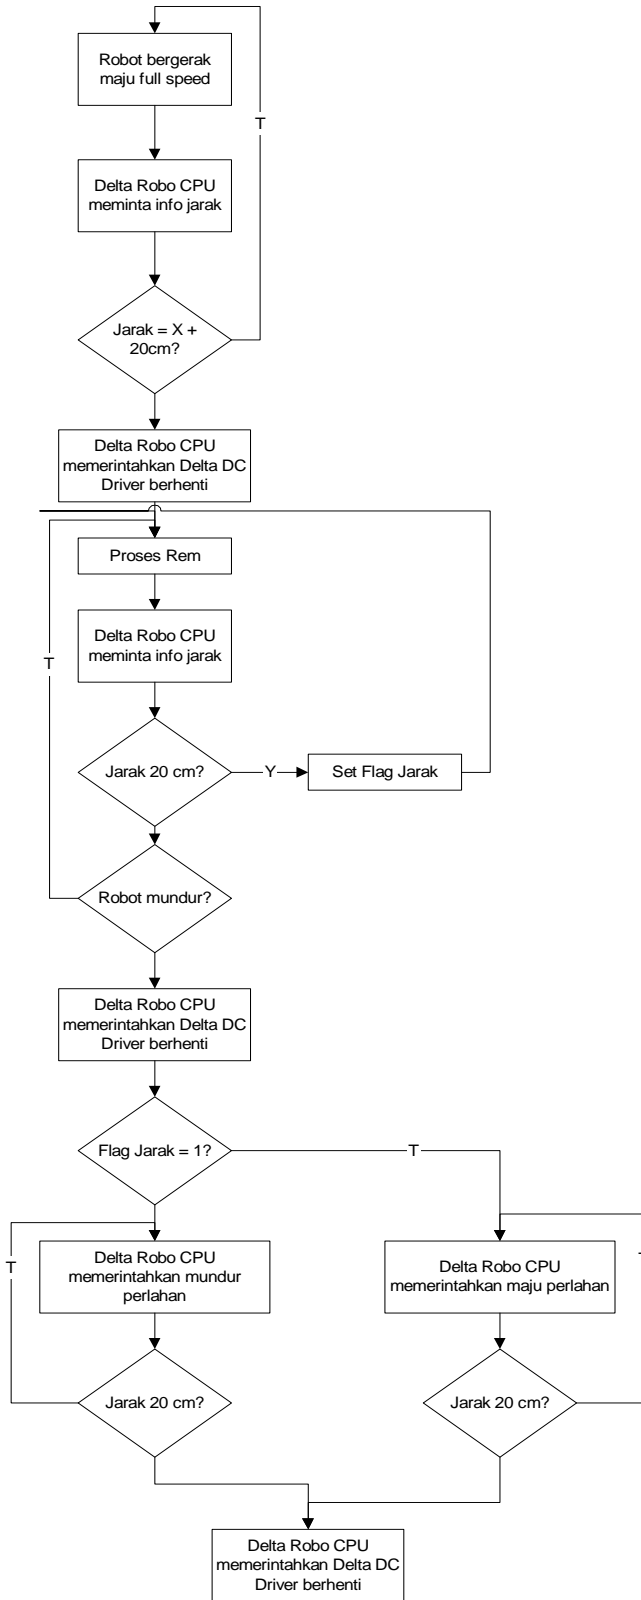 Robot bergerak
maju full speed
T
Delta Robo CPU
meminta info jarak
Jarak = X +
20cm?
Delta Robo CPU
memerintahkan Delta DC
Driver berhenti
Proses Rem
Delta Robo CPU
meminta info jarak
T
Jarak 20 cm?
Y
Set Flag Jarak
Robot mundur?
Delta Robo CPU
memerintahkan Delta DC
Driver berhenti
Flag Jarak = 1?
T
T
Delta Robo CPU
memerintahkan mundur
perlahan
Delta Robo CPU
memerintahkan maju perlahan
Jarak 20 cm?
Jarak 20 cm?
Delta Robo CPU
memerintahkan Delta DC
Driver berhenti